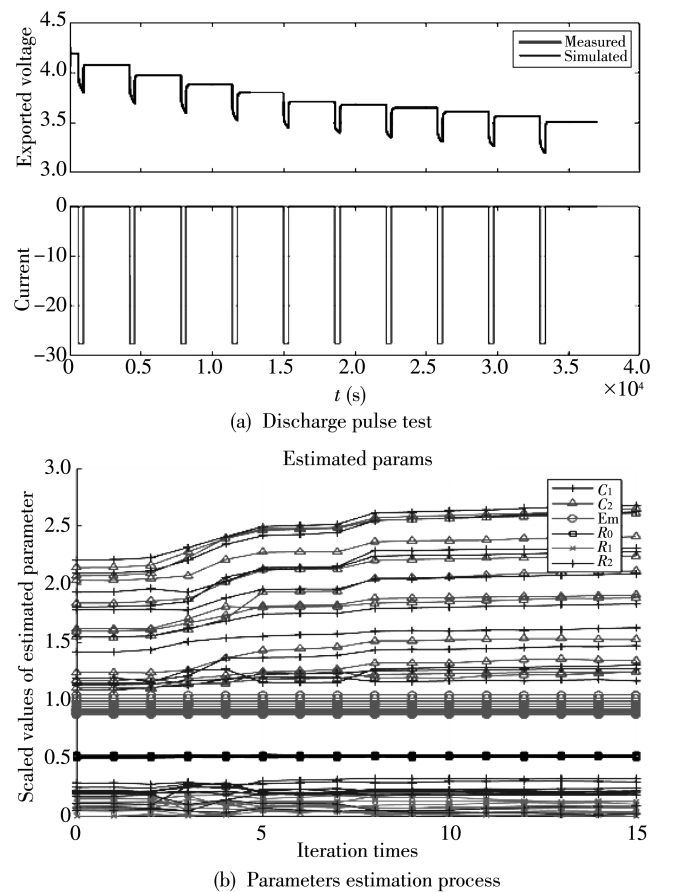 4.5
4.0
3.5
3.0
Exported voltage
Measured
Simulated
0
−10
−20
−30
Current
0
0.5
1.0
1.5
2.0
2.5
3.0
3.5
4.0
×10⁴
t (s)
(a) Discharge pulse test
Estimated params
3.0
2.5
2.0
1.5
1.0
0.5
0
Scaled values of estimated parameter
C1
C2
Em
R0
R1
R2
0
5
10
15
Iteration times
(b) Parameters estimation process